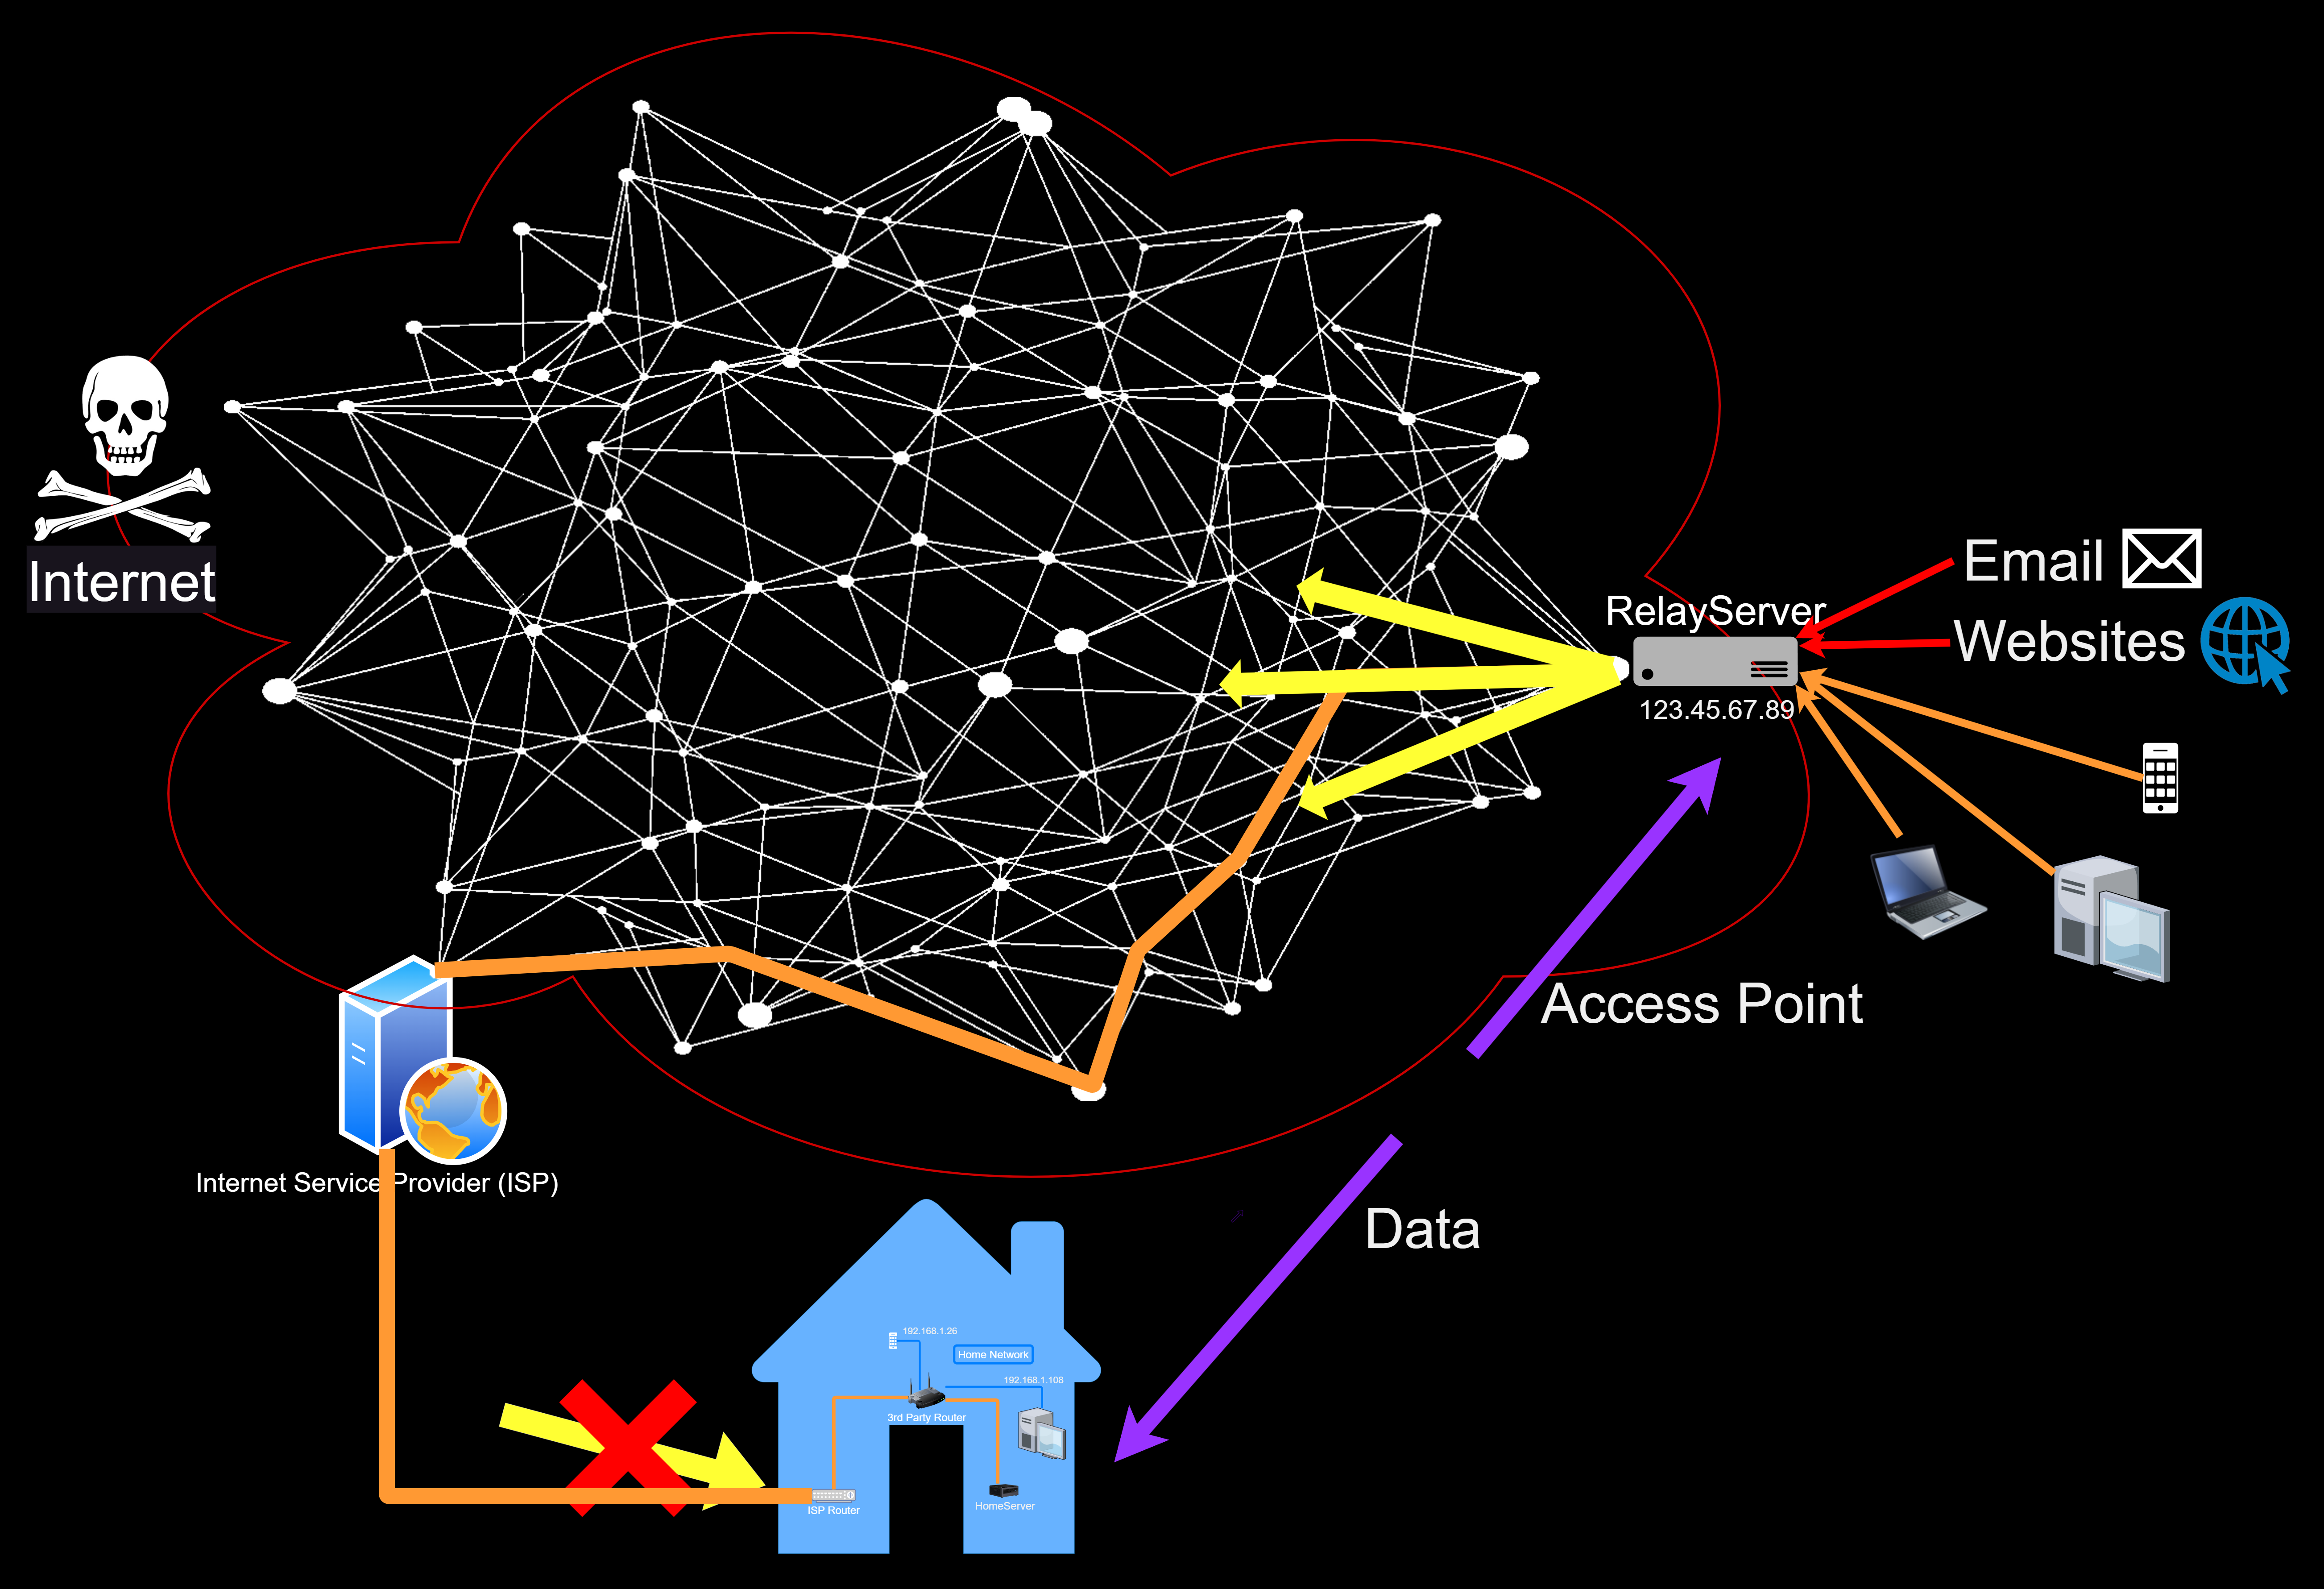 Internet
Email
RelayServer
Websites
123.45.67.89
Access Point
Internet Service Provider (ISP)
Data
192.168.1.26
Home Network
192.168.1.108
3rd Party Router
HomeServer
ISP Router